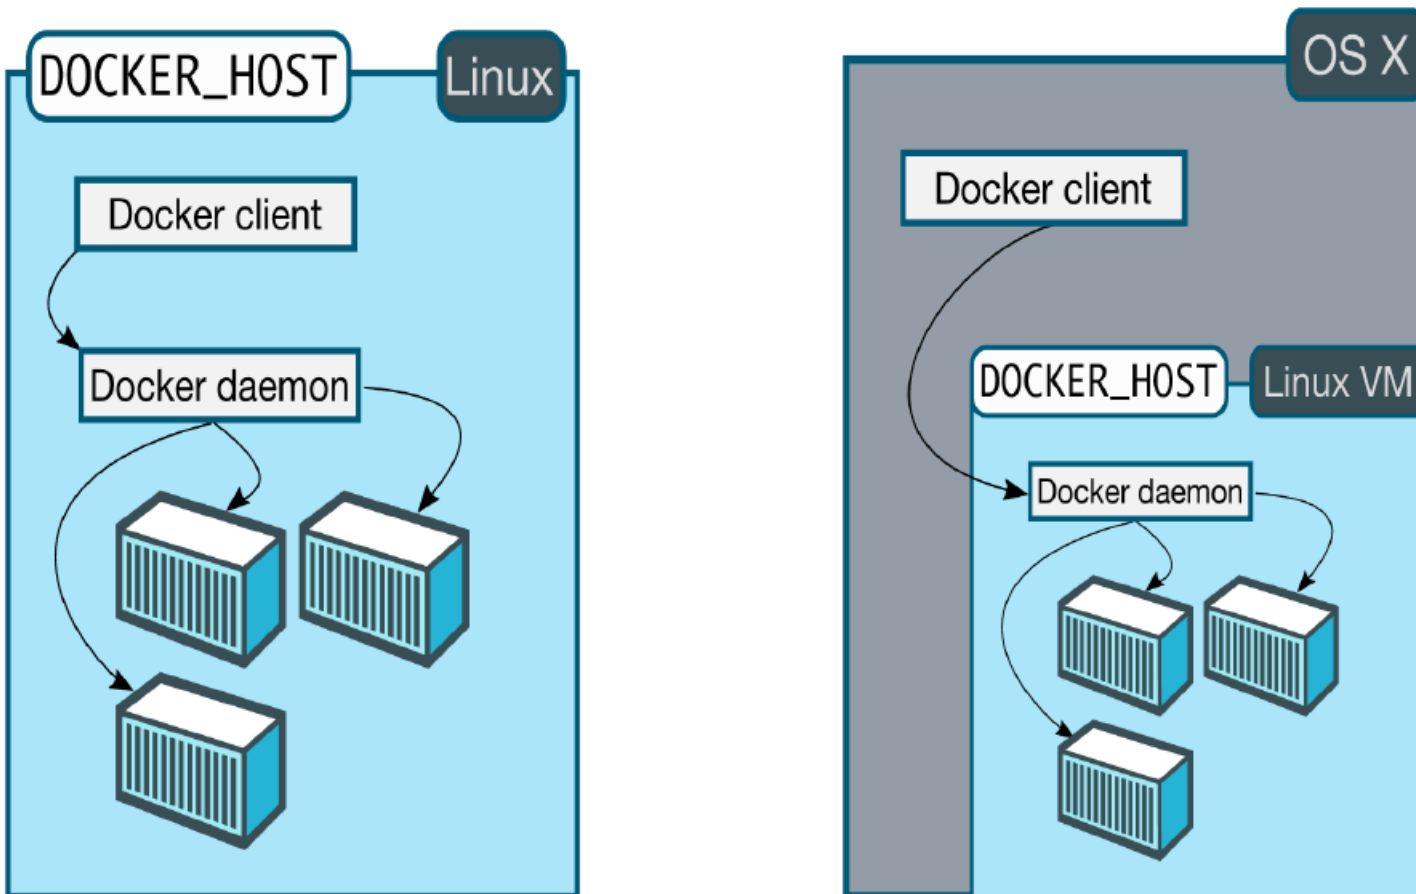 DOCKER_HOST
Linux
Docker client
Docker daemon
OS X
Docker client
DOCKER_HOST
Linux VM
Docker daemon